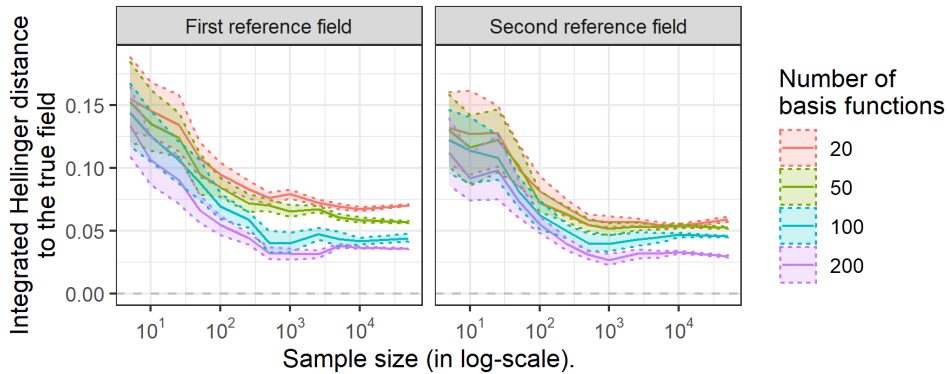 First reference field
Second reference field
Integrated Hellinger distance
to the true field
0.15
0.10
0.05
0.00
10¹ 10² 10³ 10⁴
10¹ 10² 10³ 10⁴
Sample size (in log-scale).
Number of
basis functions
20
50
100
200